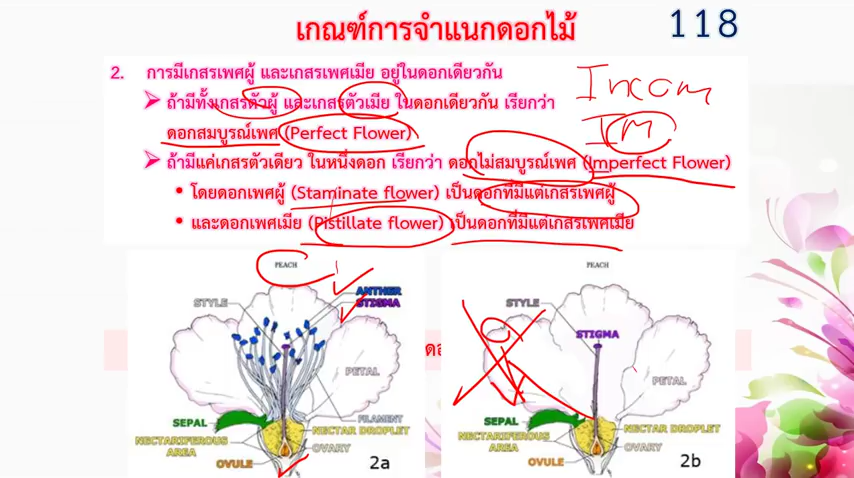 เกณฑ์การจำแนกดอกไม้
118
2. การมีเกสรเพศผู้ และเกสรเพศเมีย อยู่ในดอกเดียวกัน
➢ ถ้ามีทั้งเกสรตัวผู้ และเกสรตัวเมีย ในดอกเดียวกัน เรียกว่า
ดอกสมบูรณ์เพศ (Perfect Flower)
Incom
IM
➢ ถ้ามีแค่เกสรตัวเดียว ในหนึ่งดอก เรียกว่า ดอกไม่สมบูรณ์เพศ (Imperfect Flower)
• โดยดอกเพศผู้ (Staminate flower) เป็นดอกที่มีแต่เกสรเพศผู้
• และดอกเพศเมีย (Pistillate flower) เป็นดอกที่มีแต่เกสรเพศเมีย
PEACH
ANTHER
STYLE
STIGMA
PETAL
FILAMENT
SEPAL
NECTAR DROPLET
NECTARIFEROUS
AREA
OVARY
OVULE
2a
PEACH
STYLE
STIGMA
PETAL
SEPAL
NECTAR DROPLET
NECTARIFEROUS
AREA
OVARY
OVULE
2b